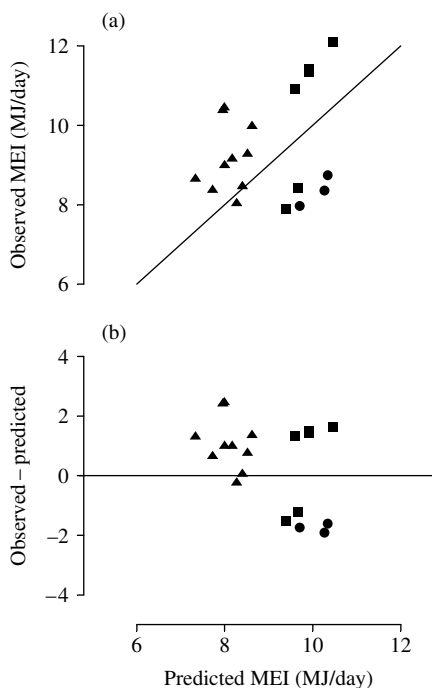 (a)
Observed MEI (MJ/day)
12
10
8
6
(b)
Observed – predicted
4
2
0
−2
−4
6 8 10 12
Predicted MEI (MJ/day)